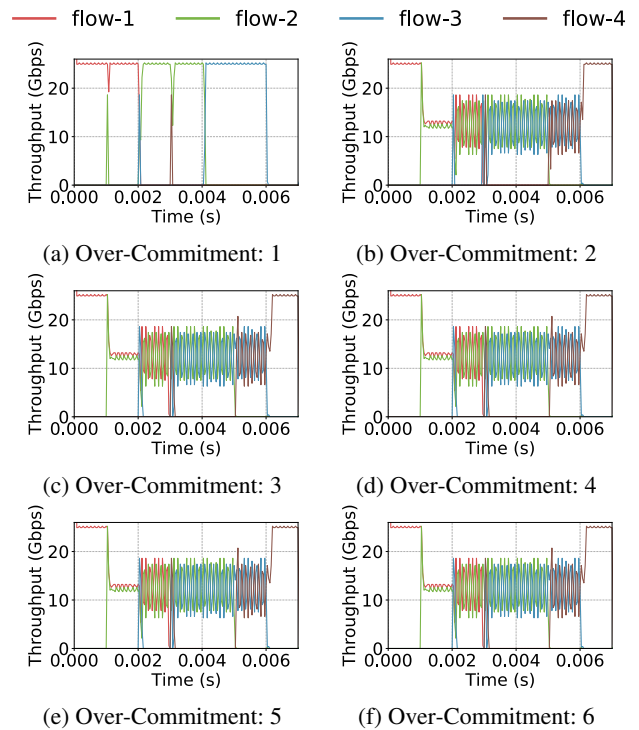 flow-1 flow-2 flow-3 flow-4
Throughput (Gbps) Throughput (Gbps)
20 20
10 10
0 0
0.000 0.002 0.004 0.006 0.000 0.002 0.004 0.006
Time (s) Time (s)
(a) Over-Commitment: 1 (b) Over-Commitment: 2
Throughput (Gbps) Throughput (Gbps)
20 20
10 10
0 0
0.000 0.002 0.004 0.006 0.000 0.002 0.004 0.006
Time (s) Time (s)
(c) Over-Commitment: 3 (d) Over-Commitment: 4
Throughput (Gbps) Throughput (Gbps)
20 20
10 10
0 0
0.000 0.002 0.004 0.006 0.000 0.002 0.004 0.006
Time (s) Time (s)
(e) Over-Commitment: 5 (f) Over-Commitment: 6